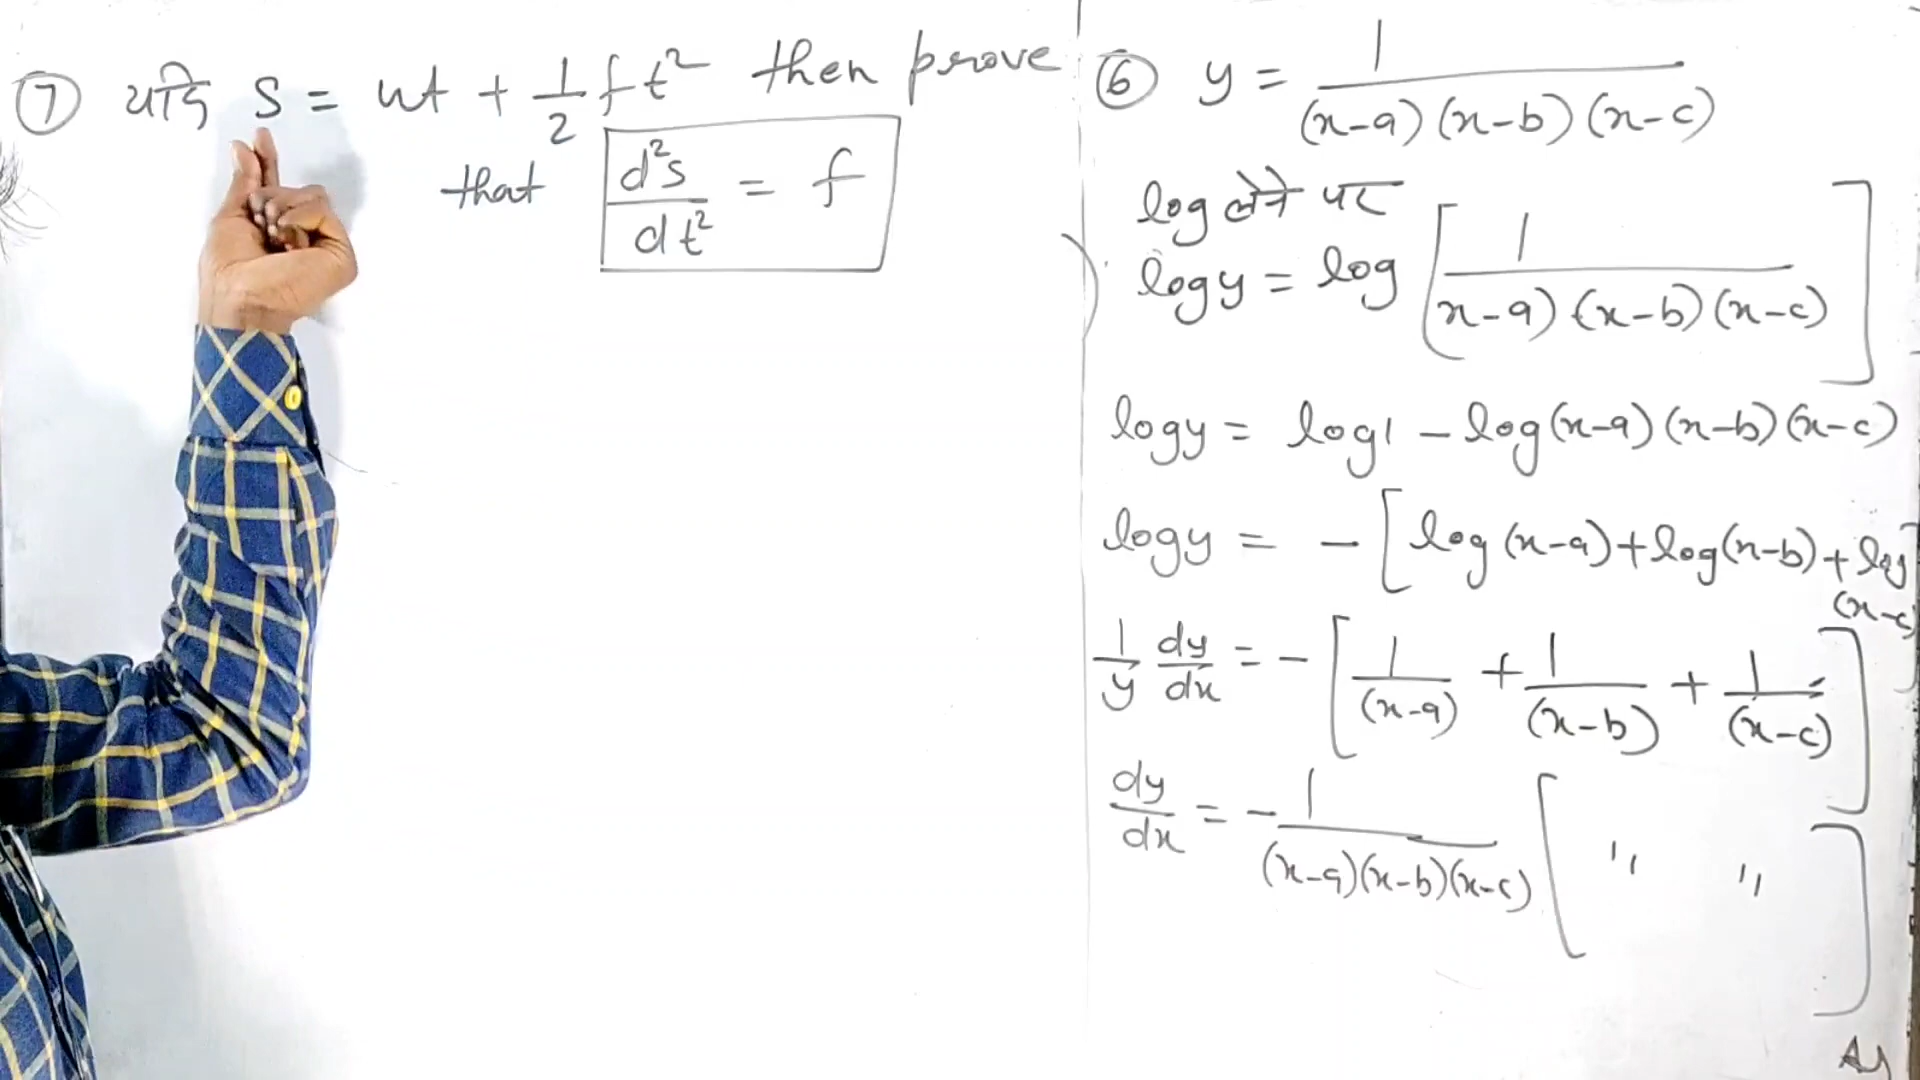 ⑦ यदि S = ut + 1/2 f t² then prove
that d²s/dt² = f
⑥ y = 1/(x-a)(x-b)(x-c)
log लेने पर
log y = log [1/x-a)(x-b)(x-c)]
log y = log 1 - log(x-a)(x-b)(x-c)
log y = -[log(x-a)+log(x-b)+log
(x-c)]
1/y dy/dx = -[1/(x-a) + 1/(x-b) + 1/(x-c)]
dy/dx = -1/(x-a)(x-b)(x-c) [ " " ]